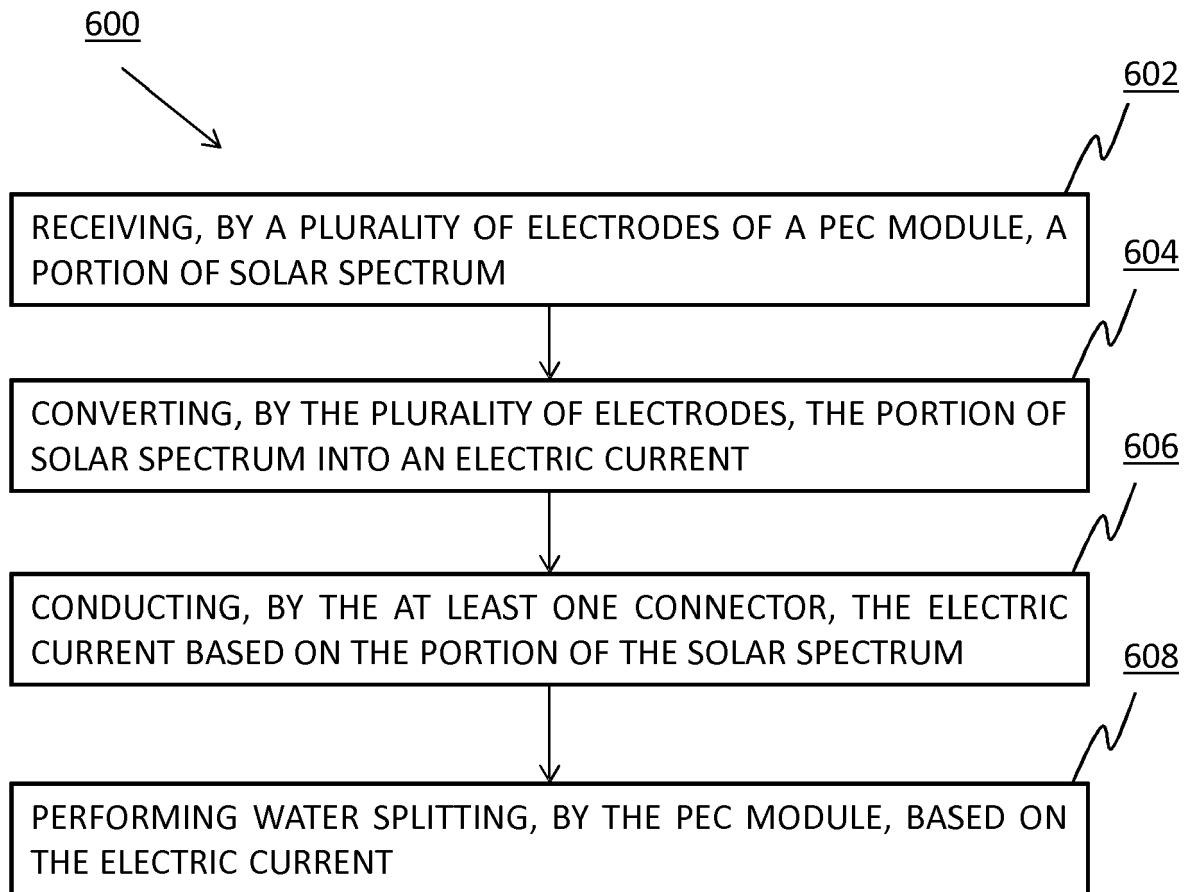 600
602
RECEIVING, BY A PLURALITY OF ELECTRODES OF A PEC MODULE, A
PORTION OF SOLAR SPECTRUM
604
CONVERTING, BY THE PLURALITY OF ELECTRODES, THE PORTION OF
SOLAR SPECTRUM INTO AN ELECTRIC CURRENT
606
CONDUCTING, BY THE AT LEAST ONE CONNECTOR, THE ELECTRIC
CURRENT BASED ON THE PORTION OF THE SOLAR SPECTRUM
608
PERFORMING WATER SPLITTING, BY THE PEC MODULE, BASED ON
THE ELECTRIC CURRENT